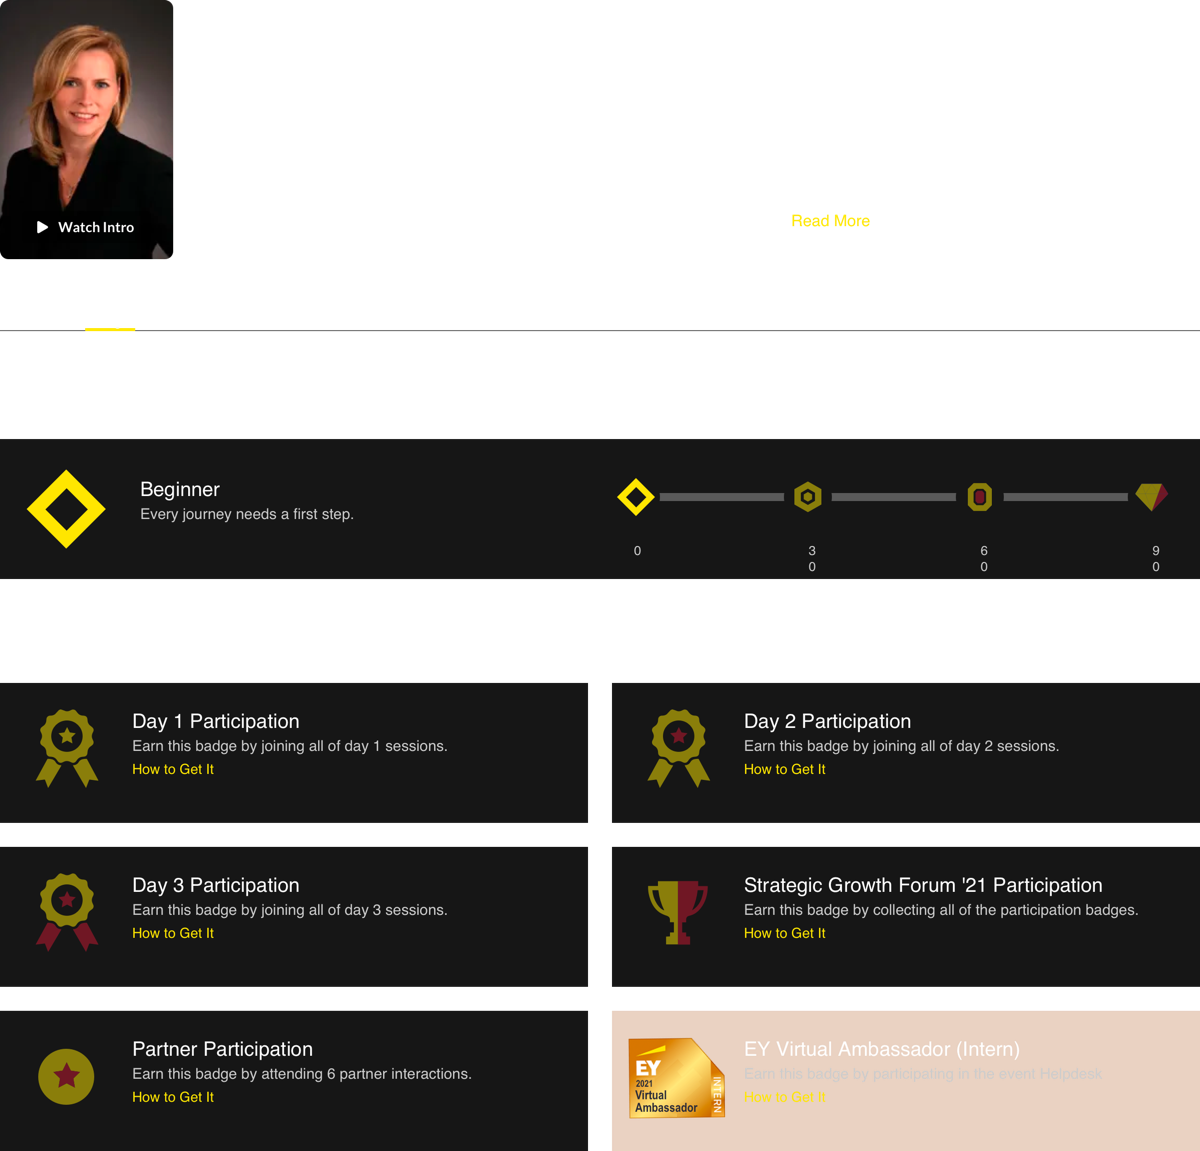 Watch Intro
Read More
Beginner
Every journey needs a first step.
0
3
0
6
0
9
0
Day 1 Participation
Earn this badge by joining all of day 1 sessions.
How to Get It
Day 2 Participation
Earn this badge by joining all of day 2 sessions.
How to Get It
Day 3 Participation
Earn this badge by joining all of day 3 sessions.
How to Get It
Strategic Growth Forum '21 Participation
Earn this badge by collecting all of the participation badges.
How to Get It
Partner Participation
Earn this badge by attending 6 partner interactions.
How to Get It
EY
2021
Virtual
Ambassador
INTERN
EY Virtual Ambassador (Intern)
Earn this badge by participating in the event Helpdesk
How to Get It